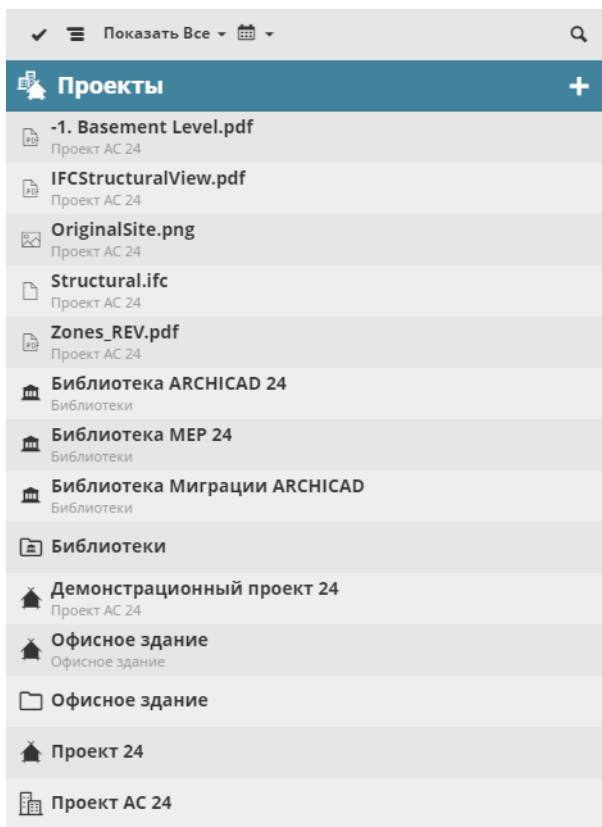 Показать Все
Проекты
-1. Basement Level.pdf
Проект АС 24
IFCStructuralView.pdf
Проект АС 24
OriginalSite.png
Проект АС 24
Structural.ifc
Проект АС 24
Zones_REV.pdf
Проект АС 24
Библиотека ARCHICAD 24
Библиотеки
Библиотека MEP 24
Библиотеки
Библиотека Миграции ARCHICAD
Библиотеки
Библиотеки
Демонстрационный проект 24
Проект АС 24
Офисное здание
Офисное здание
Офисное здание
Проект 24
Проект АС 24